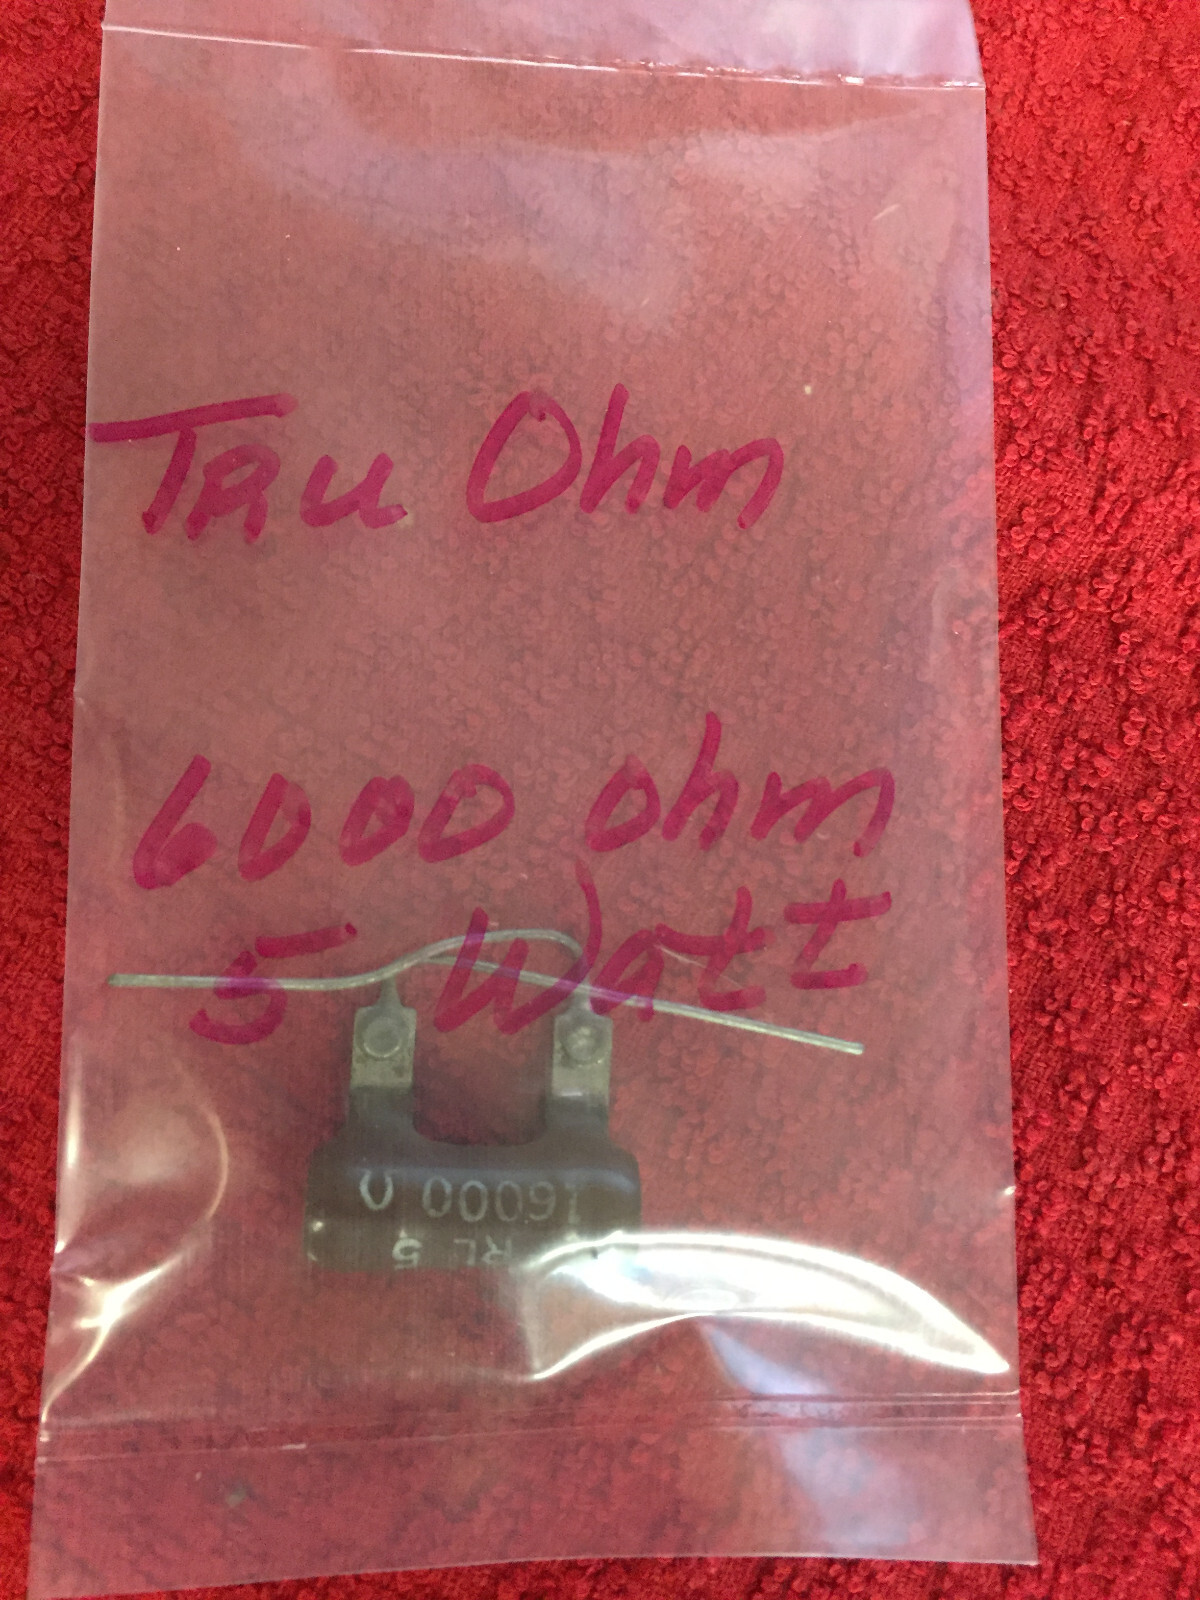 Tru Ohm
6000 ohm
5 Watt
RL 5
16000 Ω